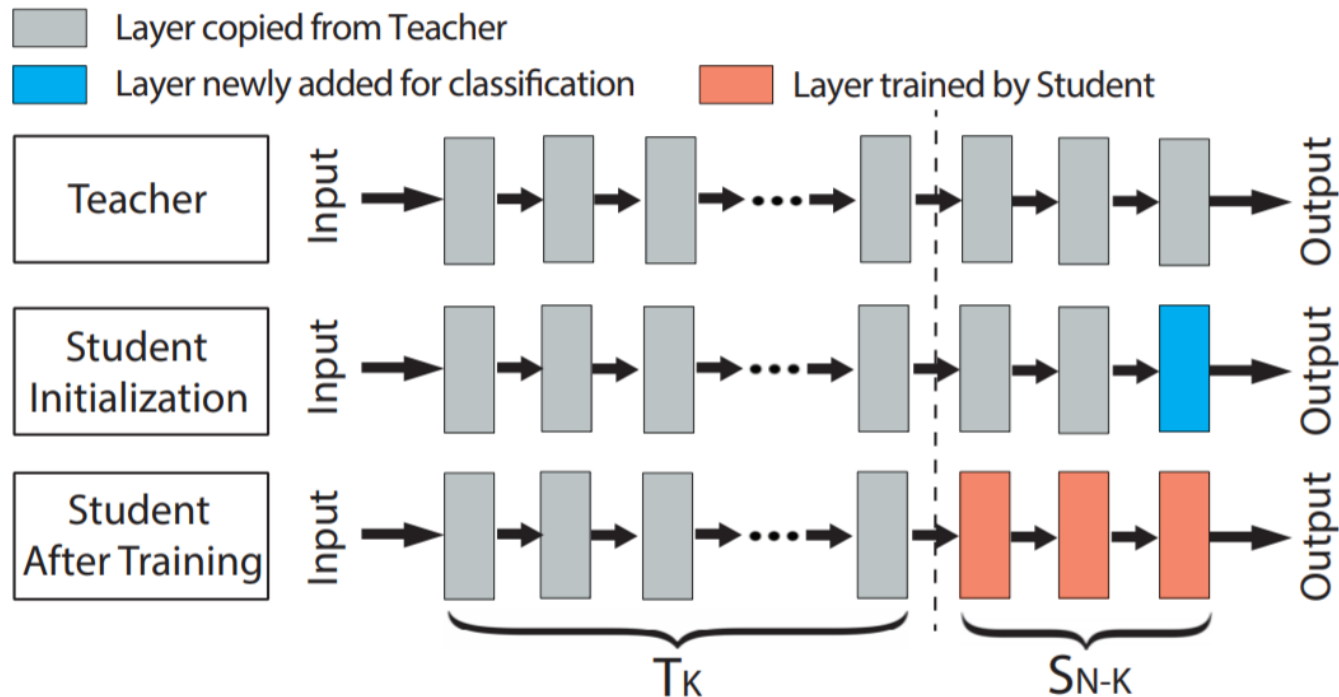 Layer copied from Teacher
Layer newly added for classification
Layer trained by Student
Teacher
Input
Output
Student
Initialization
Input
Output
Student
After Training
Input
Output
TK
SN-K